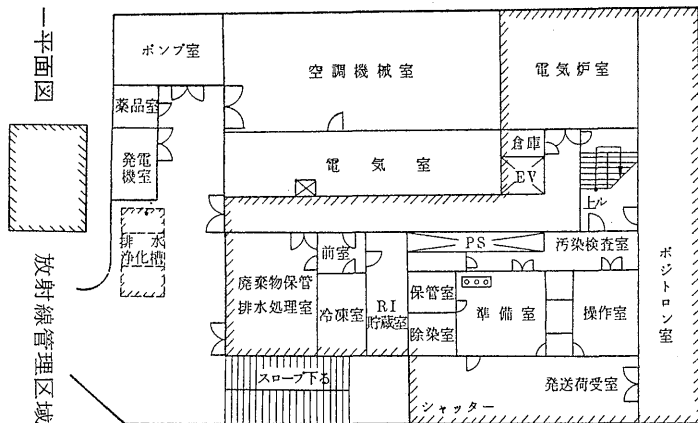 一平面図
放射線管理区域
ポンプ室
空調機械室
電気炉室
薬品室
発電
機室
電気室
倉庫
EV
上ル
排水
浄化槽
廃棄物保管
排水処理室
前室
冷凍室
RI
貯蔵室
PS
汚染検査室
保管室
除染室
準備室
操作室
ポジトロン室
スロープ下る
シャッター
発送荷受室